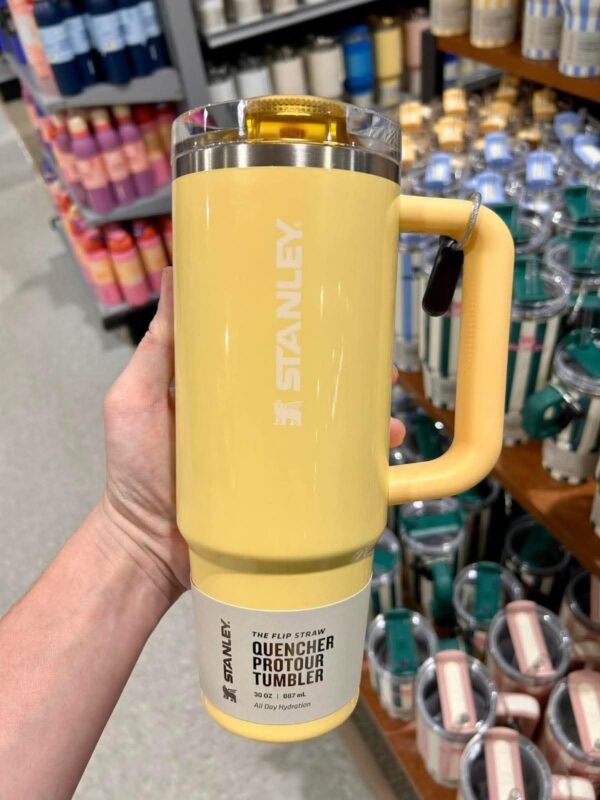 STANLEY.
STANLEY.
THE FLIP STRAW
QUENCHER
PROTOUR
TUMBLER
30 OZ | 887 mL
All Day Hydration